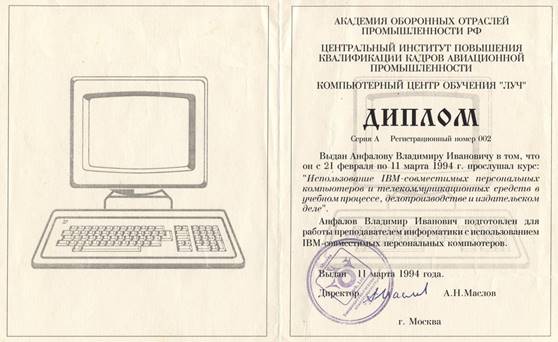 АКАДЕМИЯ ОБОРОННЫХ ОТРАСЛЕЙ
ПРОМЫШЛЕННОСТИ РФ
ЦЕНТРАЛЬНЫЙ ИНСТИТУТ ПОВЫШЕНИЯ
КВАЛИФИКАЦИИ КАДРОВ АВИАЦИОННОЙ
ПРОМЫШЛЕННОСТИ
КОМПЬЮТЕРНЫЙ ЦЕНТР ОБУЧЕНИЯ "ЛУЧ"
ДИПЛОМ
Серия А Регистрационный номер 002
Выдан Анфалову Владимиру Ивановичу в том, что
он с 21 февраля по 11 марта 1994 г. прослушал курс:
"Использование IBM-совместимых персональных
компьютеров и телекоммуникационных средств в
учебном процессе, делопроизводстве и издательском
деле".
Анфалов Владимир Иванович подготовлен для
работы преподавателем информатики с использованием
IBM-совместимых персональных компьютеров.
Выдан 11 марта 1994 года.
Директор А.Н.Маслов
г. Москва